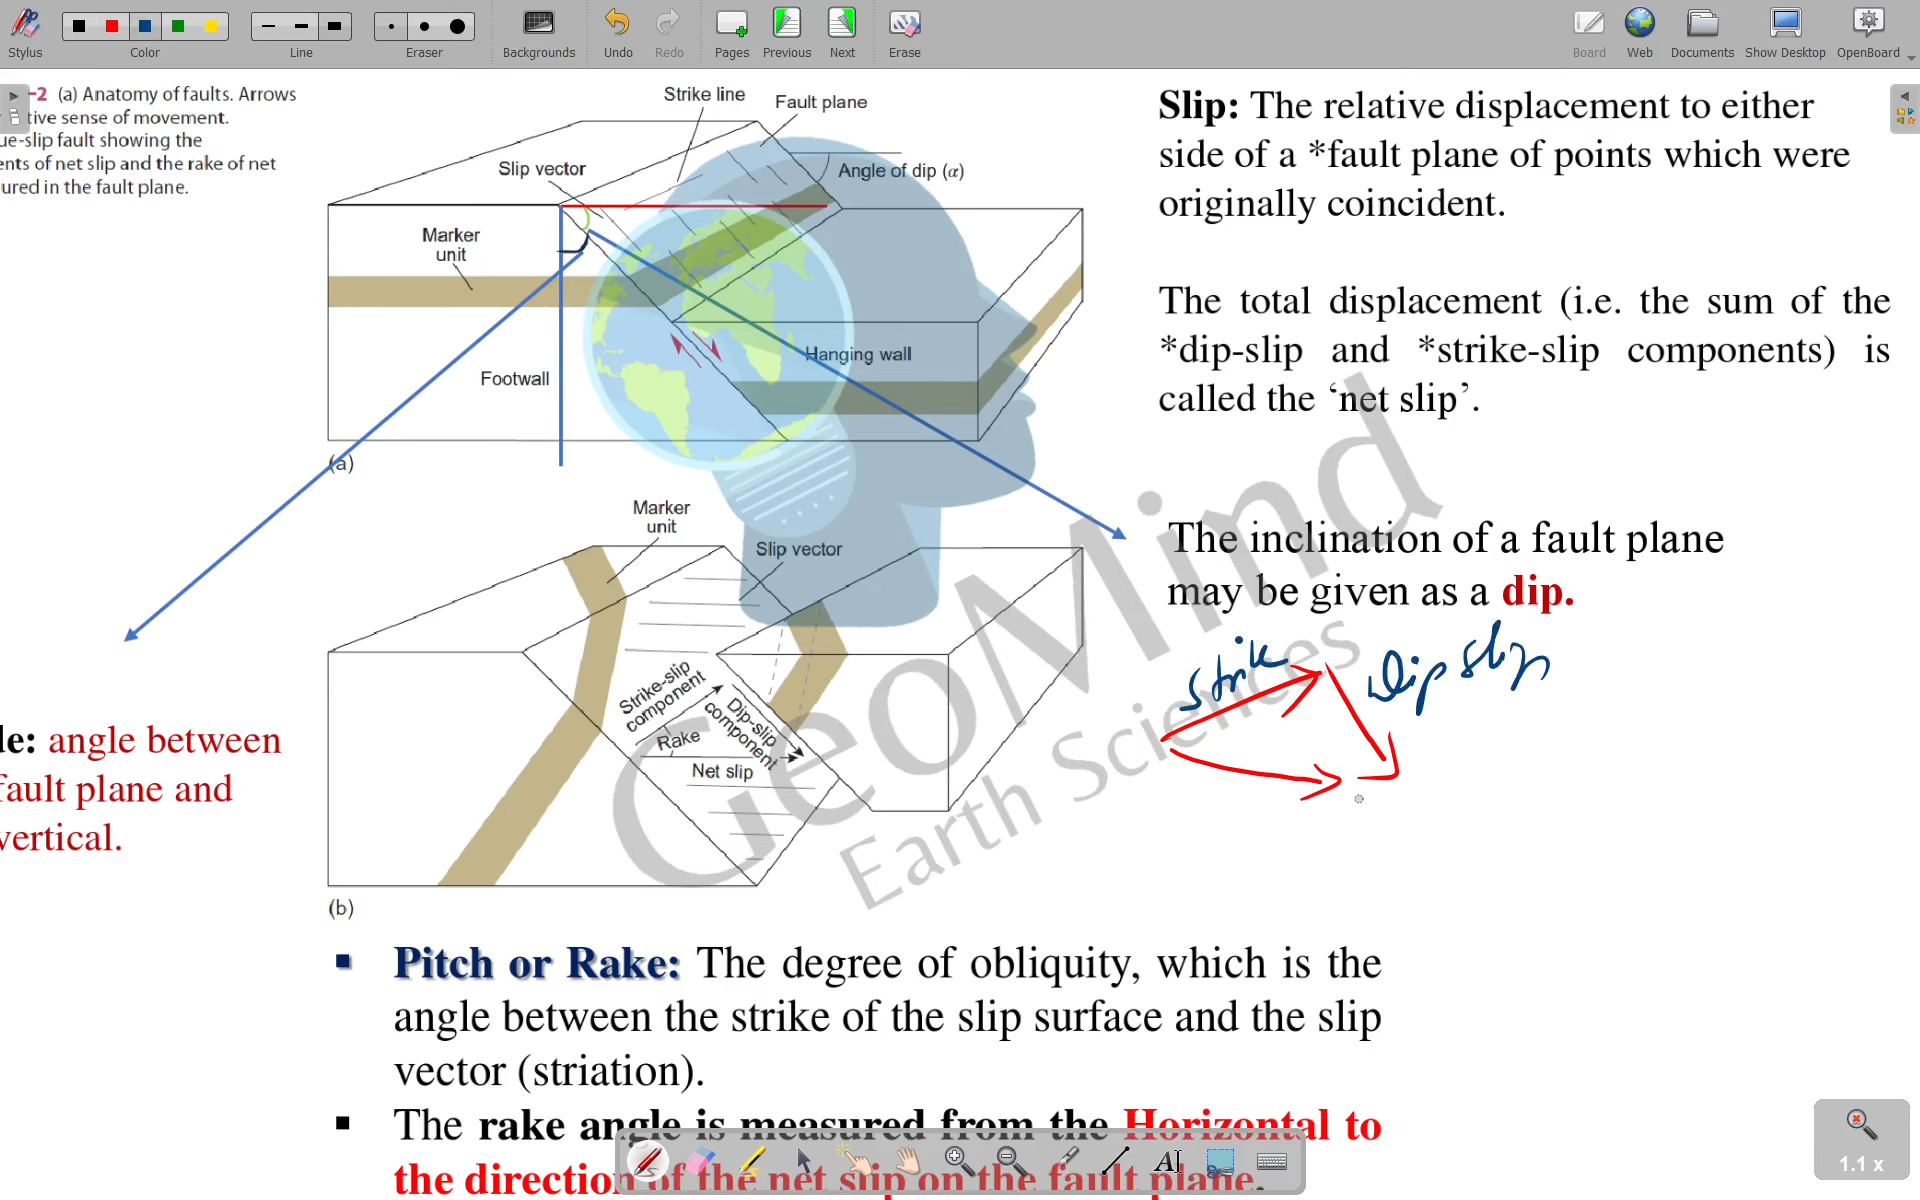 Stylus
Color
Line
Eraser
Backgrounds
Undo
Redo
Pages
Previous
Next
Erase
Board
Web
Documents
Show Desktop
OpenBoard
-2 (a) Anatomy of faults. Arrows
tive sense of movement.
ue-slip fault showing the
ents of net slip and the rake of net
ured in the fault plane.
Strike line
Fault plane
Slip vector
Angle of dip (α)
Marker
unit
Hanging wall
Footwall
(a)
Slip: The relative displacement to either
side of a *fault plane of points which were
originally coincident.
The total displacement (i.e. the sum of the
*dip-slip and *strike-slip components) is
called the ‘net slip’.
The inclination of a fault plane
may be given as a dip.
strike
Dip slip
Marker
unit
Slip vector
Strike-slip
component
Rake
Dip-slip
component
Net slip
(b)
de: angle between
fault plane and
vertical.
GeoMind
Earth Sciences
Pitch or Rake: The degree of obliquity, which is the
angle between the strike of the slip surface and the slip
vector (striation).
The rake angle is measured from the Horizontal to
the direction of the net slip on the fault plane.
1.1 x